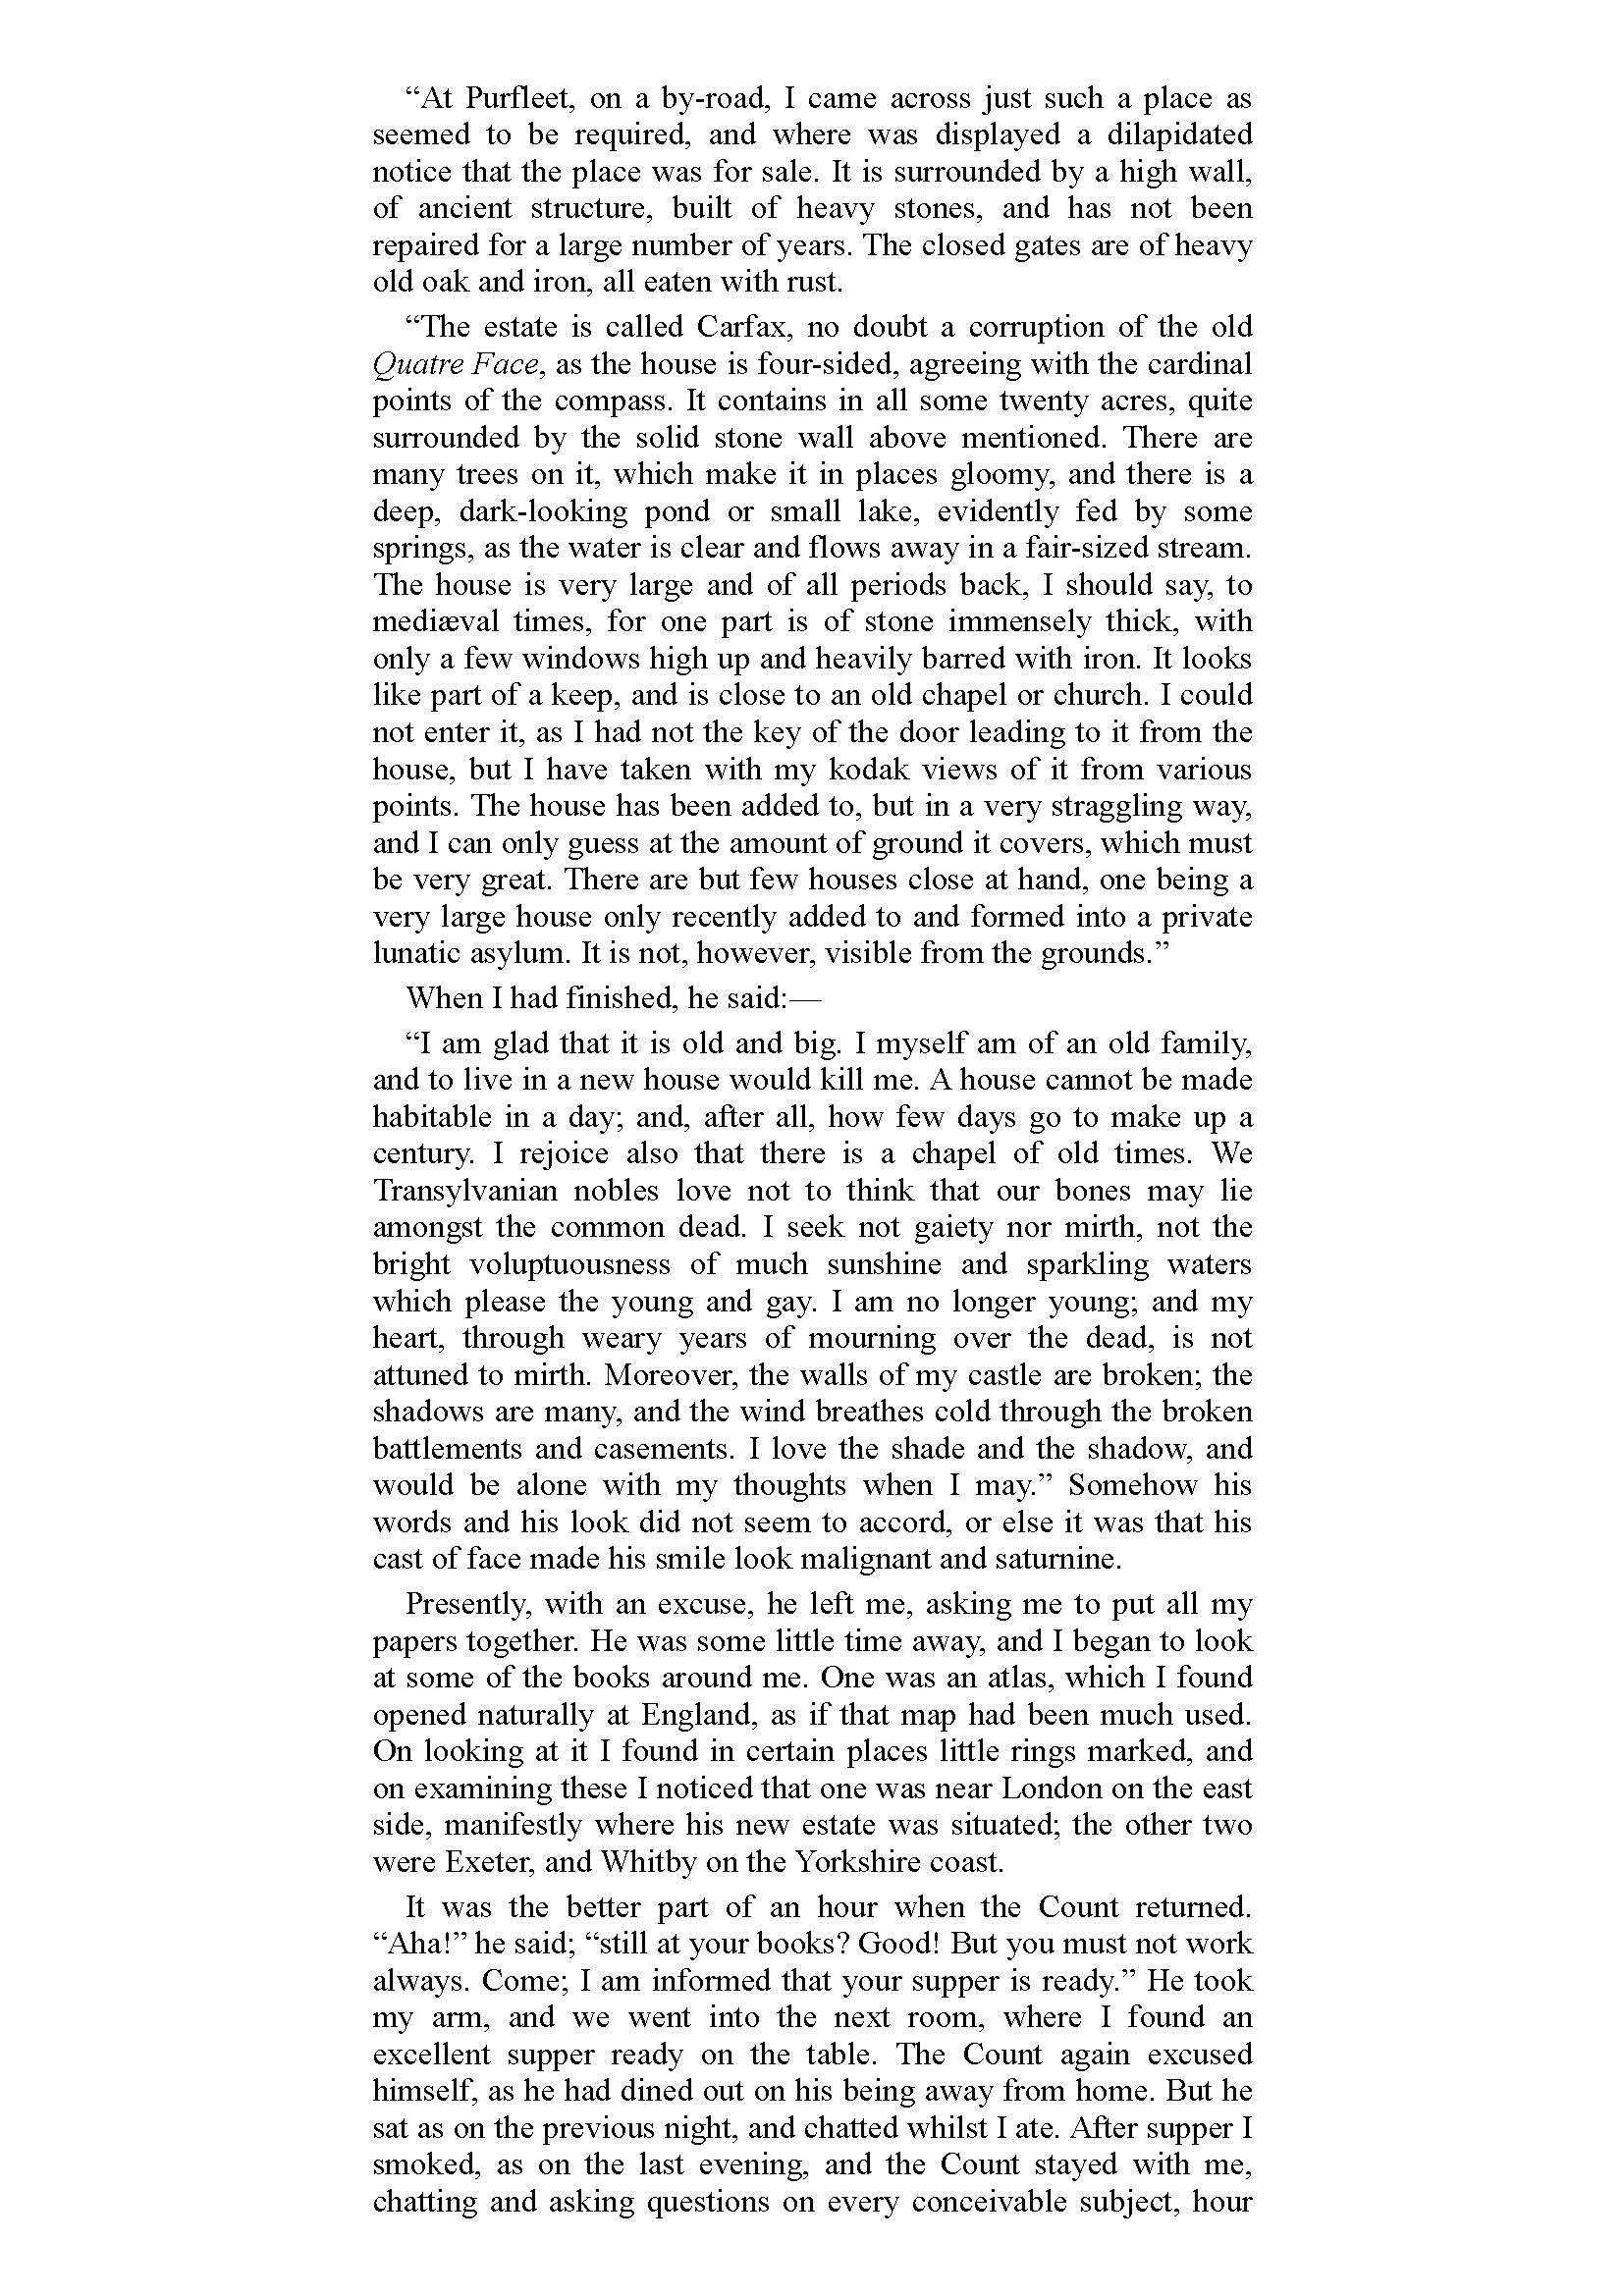 “At Purfleet, on a by-road, I came across just such a place as
seemed to be required, and where was displayed a dilapidated
notice that the place was for sale. It is surrounded by a high wall,
of ancient structure, built of heavy stones, and has not been
repaired for a large number of years. The closed gates are of heavy
old oak and iron, all eaten with rust.
“The estate is called Carfax, no doubt a corruption of the old
Quatre Face, as the house is four-sided, agreeing with the cardinal
points of the compass. It contains in all some twenty acres, quite
surrounded by the solid stone wall above mentioned. There are
many trees on it, which make it in places gloomy, and there is a
deep, dark-looking pond or small lake, evidently fed by some
springs, as the water is clear and flows away in a fair-sized stream.
The house is very large and of all periods back, I should say, to
mediæval times, for one part is of stone immensely thick, with
only a few windows high up and heavily barred with iron. It looks
like part of a keep, and is close to an old chapel or church. I could
not enter it, as I had not the key of the door leading to it from the
house, but I have taken with my kodak views of it from various
points. The house has been added to, but in a very straggling way,
and I can only guess at the amount of ground it covers, which must
be very great. There are but few houses close at hand, one being a
very large house only recently added to and formed into a private
lunatic asylum. It is not, however, visible from the grounds.”
When I had finished, he said:—
“I am glad that it is old and big. I myself am of an old family,
and to live in a new house would kill me. A house cannot be made
habitable in a day; and, after all, how few days go to make up a
century. I rejoice also that there is a chapel of old times. We
Transylvanian nobles love not to think that our bones may lie
amongst the common dead. I seek not gaiety nor mirth, not the
bright voluptuousness of much sunshine and sparkling waters
which please the young and gay. I am no longer young; and my
heart, through weary years of mourning over the dead, is not
attuned to mirth. Moreover, the walls of my castle are broken; the
shadows are many, and the wind breathes cold through the broken
battlements and casements. I love the shade and the shadow, and
would be alone with my thoughts when I may.” Somehow his
words and his look did not seem to accord, or else it was that his
cast of face made his smile look malignant and saturnine.
Presently, with an excuse, he left me, asking me to put all my
papers together. He was some little time away, and I began to look
at some of the books around me. One was an atlas, which I found
opened naturally at England, as if that map had been much used.
On looking at it I found in certain places little rings marked, and
on examining these I noticed that one was near London on the east
side, manifestly where his new estate was situated; the other two
were Exeter, and Whitby on the Yorkshire coast.
It was the better part of an hour when the Count returned.
“Aha!” he said; “still at your books? Good! But you must not work
always. Come; I am informed that your supper is ready.” He took
my arm, and we went into the next room, where I found an
excellent supper ready on the table. The Count again excused
himself, as he had dined out on his being away from home. But he
sat as on the previous night, and chatted whilst I ate. After supper I
smoked, as on the last evening, and the Count stayed with me,
chatting and asking questions on every conceivable subject, hour